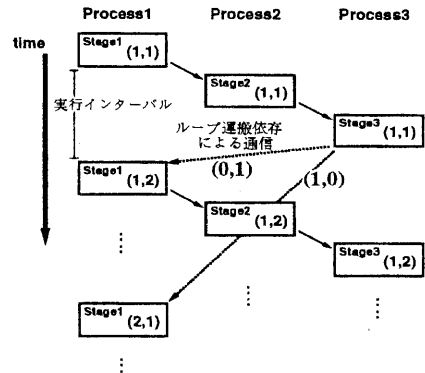 Process1 Process2 Process3
time
Stage1 (1,1)
Stage2 (1,1)
実行インターバル
Stage3 (1,1)
ループ運搬依存
による通信
Stage1 (1,2)
(0,1)
(1,0)
Stage2 (1,2)
Stage3 (1,2)
Stage1 (2,1)